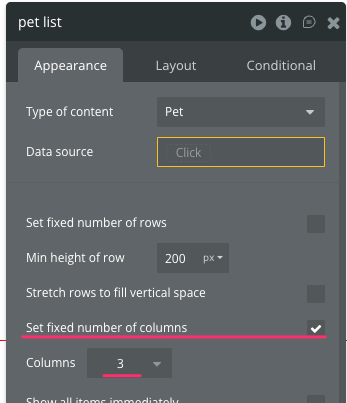 pet list
Appearance Layout Conditional
Type of content Pet
Data source Click
Set fixed number of rows
Min height of row 200 px
Stretch rows to fill vertical space
Set fixed number of columns
Columns 3
Show all items immediately